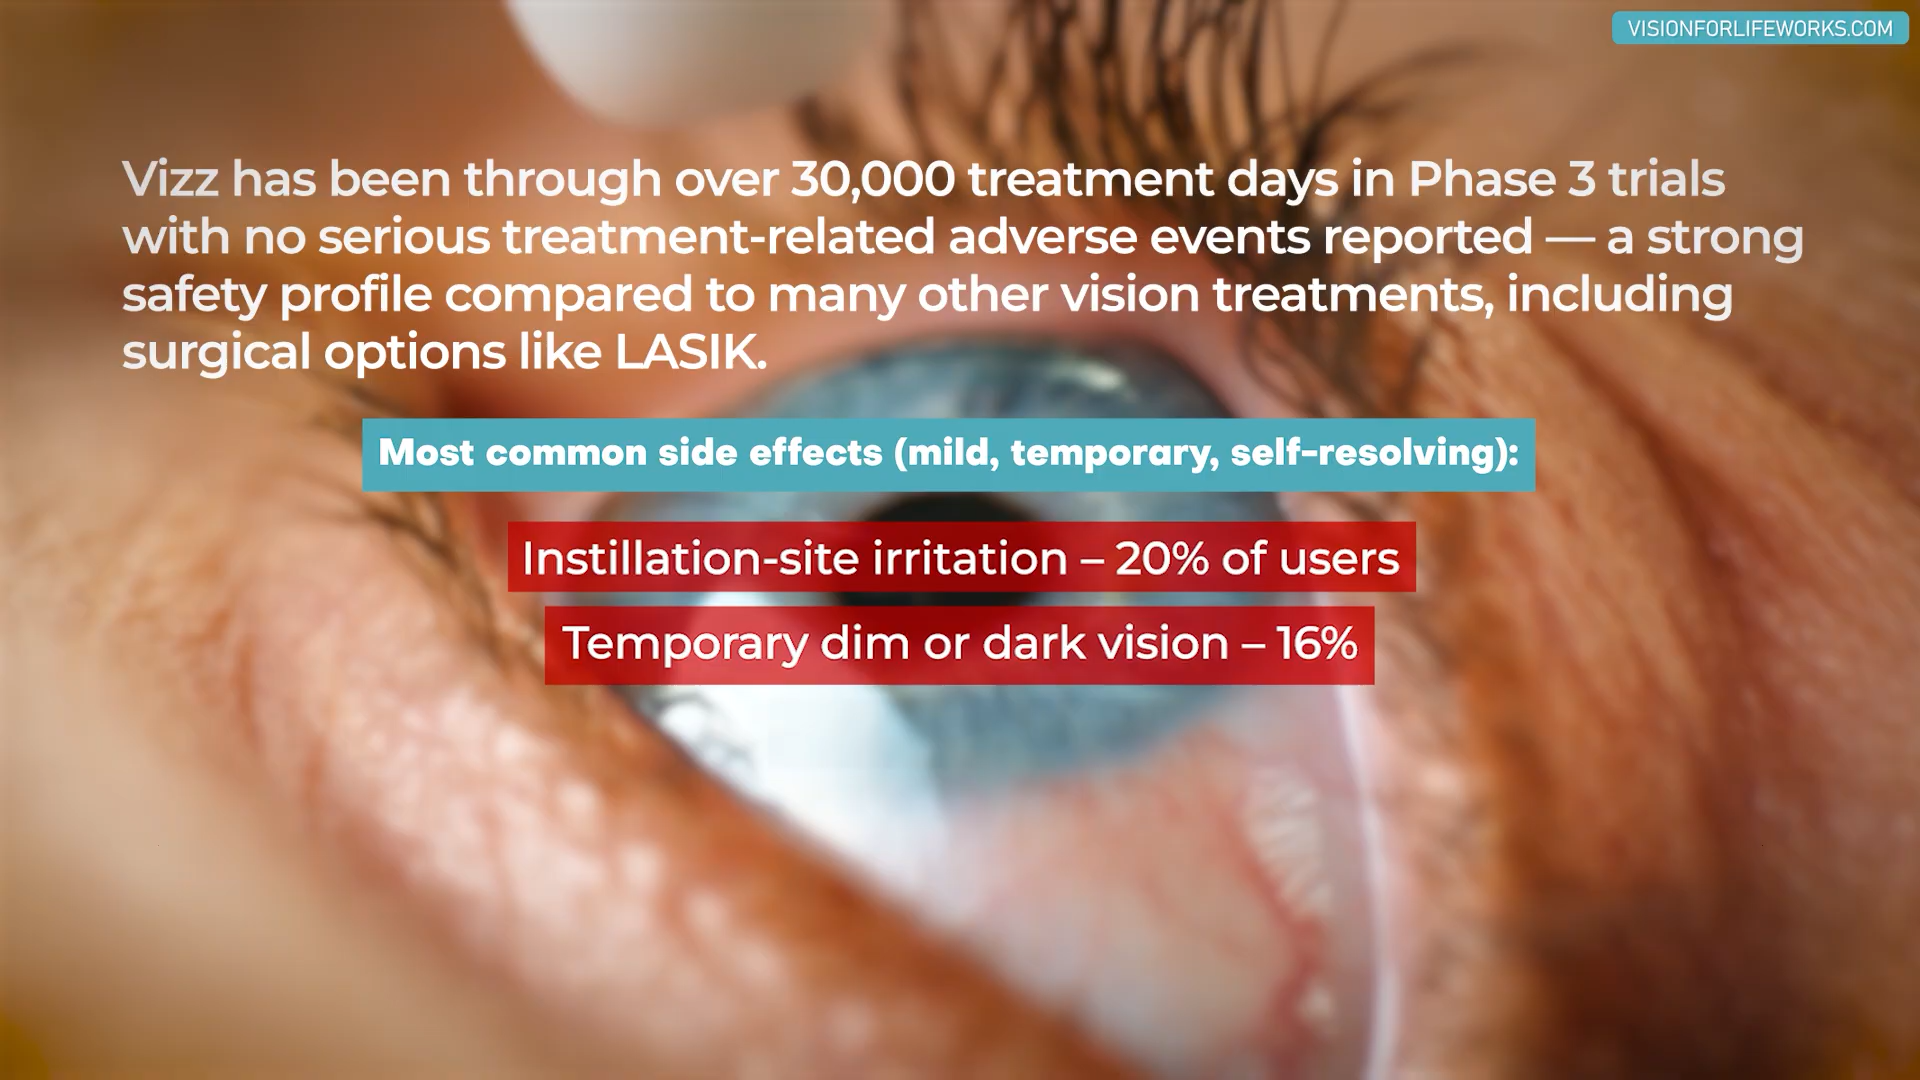 VISIONFORLIFEWORKS.COM
Vizz has been through over 30,000 treatment days in Phase 3 trials
with no serious treatment-related adverse events reported — a strong
safety profile compared to many other vision treatments, including
surgical options like LASIK.
Most common side effects (mild, temporary, self-resolving):
Instillation-site irritation – 20% of users
Temporary dim or dark vision – 16%